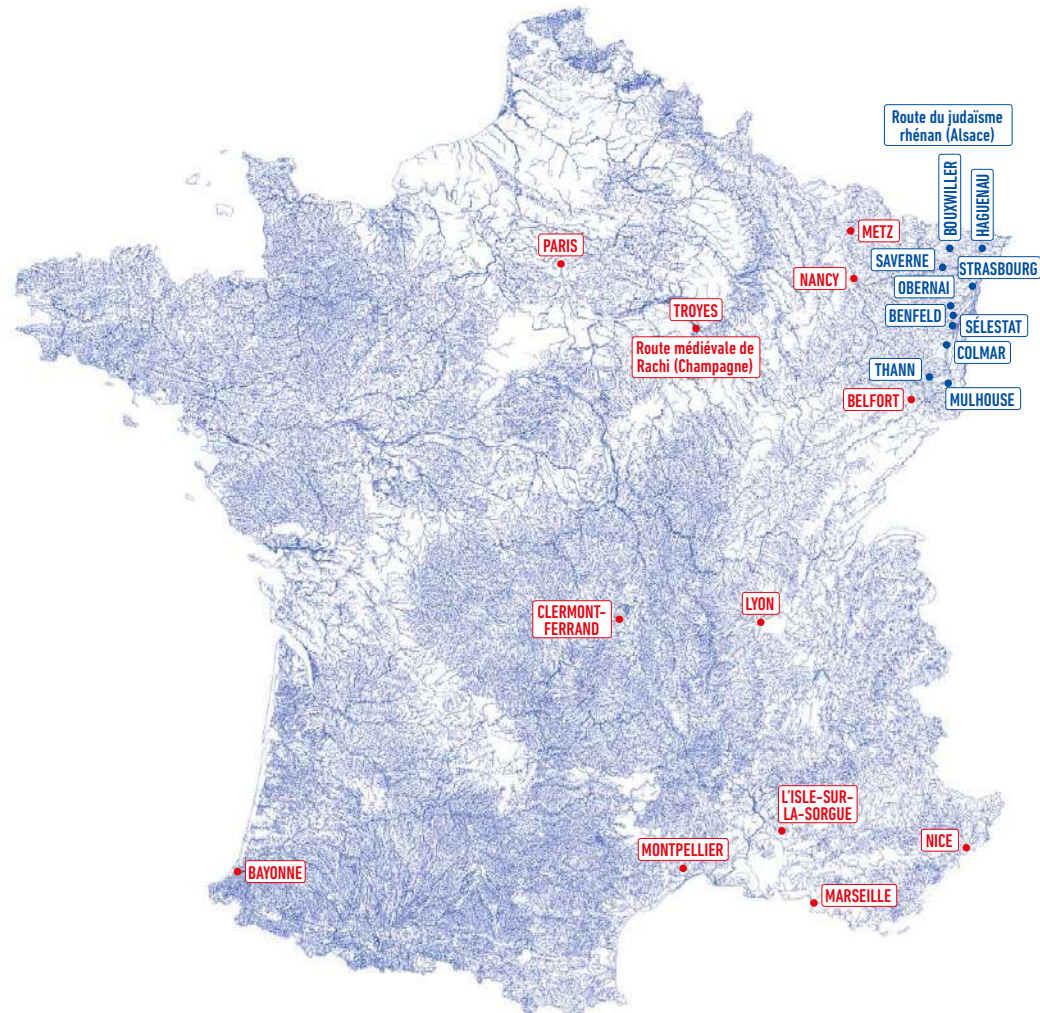 Route du judaïsme
rhénan (Alsace)
BOUXWILLER
HAGUENAU
METZ
PARIS
SAVERNE
STRASBOURG
NANCY
OBERNAI
TROYES
BENFELD
SÉLESTAT
Route médiévale de
Rachi (Champagne)
COLMAR
THANN
MULHOUSE
BELFORT
CLERMONT-
FERRAND
LYON
L'ISLE-SUR-
LA-SORGUE
NICE
MONTPELLIER
BAYONNE
MARSEILLE